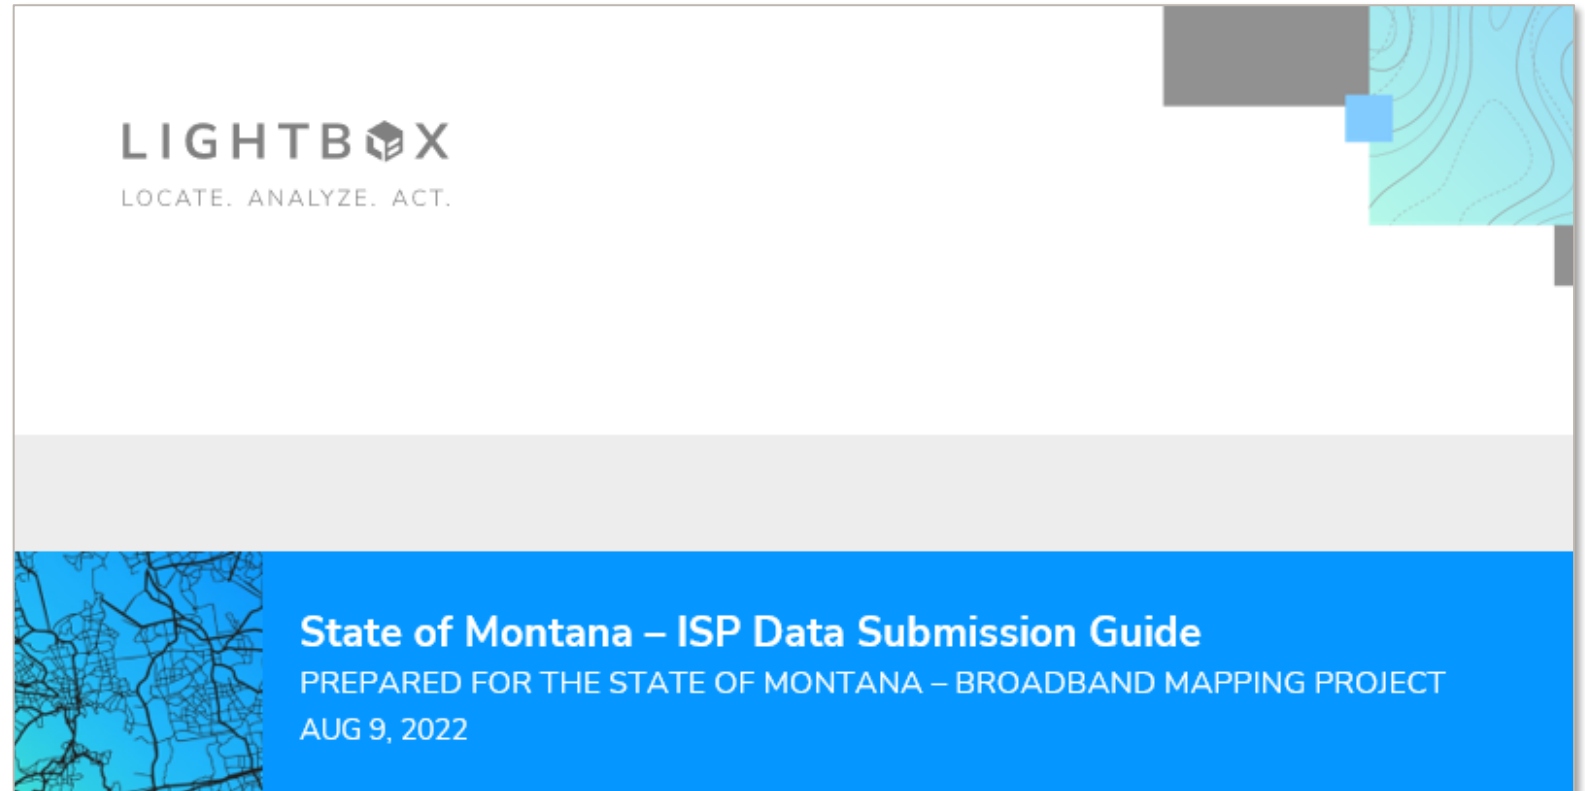 LIGHTBOX
LOCATE. ANALYZE. ACT.
State of Montana – ISP Data Submission Guide
PREPARED FOR THE STATE OF MONTANA – BROADBAND MAPPING PROJECT
AUG 9, 2022